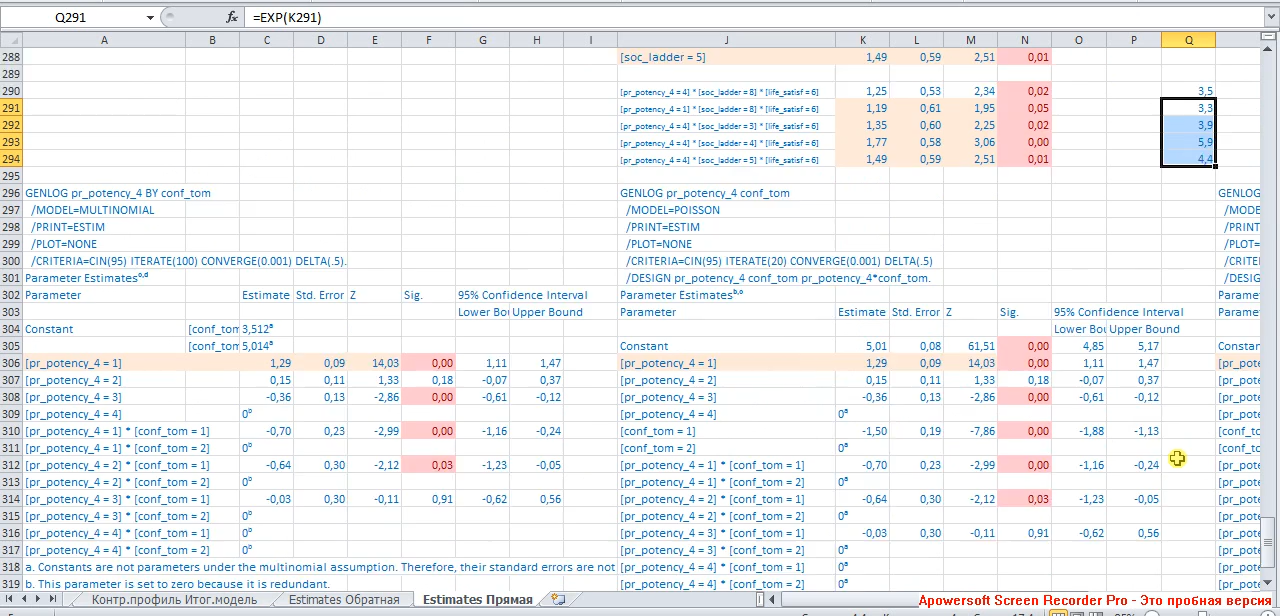 Q291 fx =EXP(K291)
A B C D E F G H I J K L M N O P Q
288 [soc_ladder = 5] 1,49 0,59 2,51 0,01
289
290 [pr_potency_4 = 4] * [soc_ladder = 8] * [life_satisf = 6] 1,25 0,53 2,34 0,02 3,5
291 [pr_potency_4 = 1] * [soc_ladder = 8] * [life_satisf = 6] 1,19 0,61 1,95 0,05 3,3
292 [pr_potency_4 = 4] * [soc_ladder = 3] * [life_satisf = 6] 1,35 0,60 2,25 0,02 3,9
293 [pr_potency_4 = 4] * [soc_ladder = 4] * [life_satisf = 6] 1,77 0,58 3,06 0,00 5,9
294 [pr_potency_4 = 4] * [soc_ladder = 5] * [life_satisf = 6] 1,49 0,59 2,51 0,01 4,4
295
296 GENLOG pr_potency_4 BY conf_tom GENLOG pr_potency_4 conf_tom GENLOG
297 /MODEL=MULTINOMIAL /MODEL=POISSON /MODE
298 /PRINT=ESTIM /PRINT=ESTIM /PRINT
299 /PLOT=NONE /PLOT=NONE /PLOT=
300 /CRITERIA=CIN(95) ITERATE(100) CONVERGE(0.001) DELTA(.5). /CRITERIA=CIN(95) ITERATE(20) CONVERGE(0.001) DELTA(.5) /CRITE
301 Parameter Estimatesᵇ,ᵈ /DESIGN pr_potency_4 conf_tom pr_potency_4*conf_tom. /DESIG
302 Parameter Estimate Std. Error Z Sig. 95% Confidence Interval Parameter Estimatesᵇ,ᶜ Parame
303 Lower Bou Upper Bound Parameter Estimate Std. Error Z Sig. 95% Confidence Interval Parame
304 Constant [conf_tom 3,512ᵃ Lower Bou Upper Bound
305 [conf_tom 5,014ᵃ Constant 5,01 0,08 61,51 0,00 4,85 5,17 Constan
306 [pr_potency_4 = 1] 1,29 0,09 14,03 0,00 1,11 1,47 [pr_potency_4 = 1] 1,29 0,09 14,03 0,00 1,11 1,47 [pr_pote
307 [pr_potency_4 = 2] 0,15 0,11 1,33 0,18 -0,07 0,37 [pr_potency_4 = 2] 0,15 0,11 1,33 0,18 -0,07 0,37 [pr_pote
308 [pr_potency_4 = 3] -0,36 0,13 -2,86 0,00 -0,61 -0,12 [pr_potency_4 = 3] -0,36 0,13 -2,86 0,00 -0,61 -0,12 [pr_pote
309 [pr_potency_4 = 4] 0ᵇ [pr_potency_4 = 4] 0ᵃ [pr_pote
310 [pr_potency_4 = 1] * [conf_tom = 1] -0,70 0,23 -2,99 0,00 -1,16 -0,24 [conf_tom = 1] -1,50 0,19 -7,86 0,00 -1,88 -1,13 [conf_to
311 [pr_potency_4 = 1] * [conf_tom = 2] 0ᵇ [conf_tom = 2] 0ᵃ [conf_to
312 [pr_potency_4 = 2] * [conf_tom = 1] -0,64 0,30 -2,12 0,03 -1,23 -0,05 [pr_potency_4 = 1] * [conf_tom = 1] -0,70 0,23 -2,99 0,00 -1,16 -0,24 [pr_pote
313 [pr_potency_4 = 2] * [conf_tom = 2] 0ᵇ [pr_potency_4 = 1] * [conf_tom = 2] 0ᵃ [pr_pote
314 [pr_potency_4 = 3] * [conf_tom = 1] -0,03 0,30 -0,11 0,91 -0,62 0,56 [pr_potency_4 = 2] * [conf_tom = 1] -0,64 0,30 -2,12 0,03 -1,23 -0,05 [pr_pote
315 [pr_potency_4 = 3] * [conf_tom = 2] 0ᵇ [pr_potency_4 = 2] * [conf_tom = 2] 0ᵃ [pr_pote
316 [pr_potency_4 = 4] * [conf_tom = 1] 0ᵇ [pr_potency_4 = 3] * [conf_tom = 1] -0,03 0,30 -0,11 0,91 -0,62 0,56 [pr_pote
317 [pr_potency_4 = 4] * [conf_tom = 2] 0ᵇ [pr_potency_4 = 3] * [conf_tom = 2] 0ᵃ [pr_pote
318 a. Constants are not parameters under the multinomial assumption. Therefore, their standard errors are not [pr_potency_4 = 4] * [conf_tom = 1] 0ᵃ [pr_pote
319 b. This parameter is set to zero because it is redundant. [pr_potency_4 = 4] * [conf_tom = 2] 0ᵃ [pr_pote
Контр.профиль Итог.модель Estimates Обратная Estimates Прямая
Apowersoft Screen Recorder Pro - Это пробная версия